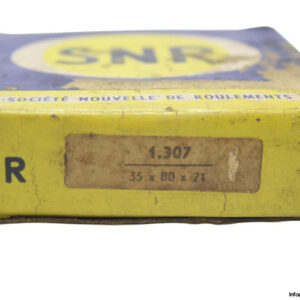 SNR
SOCIÉTÉ NOUVELLE DE ROULEMENTS
R
1.307
35 x 80 x 21